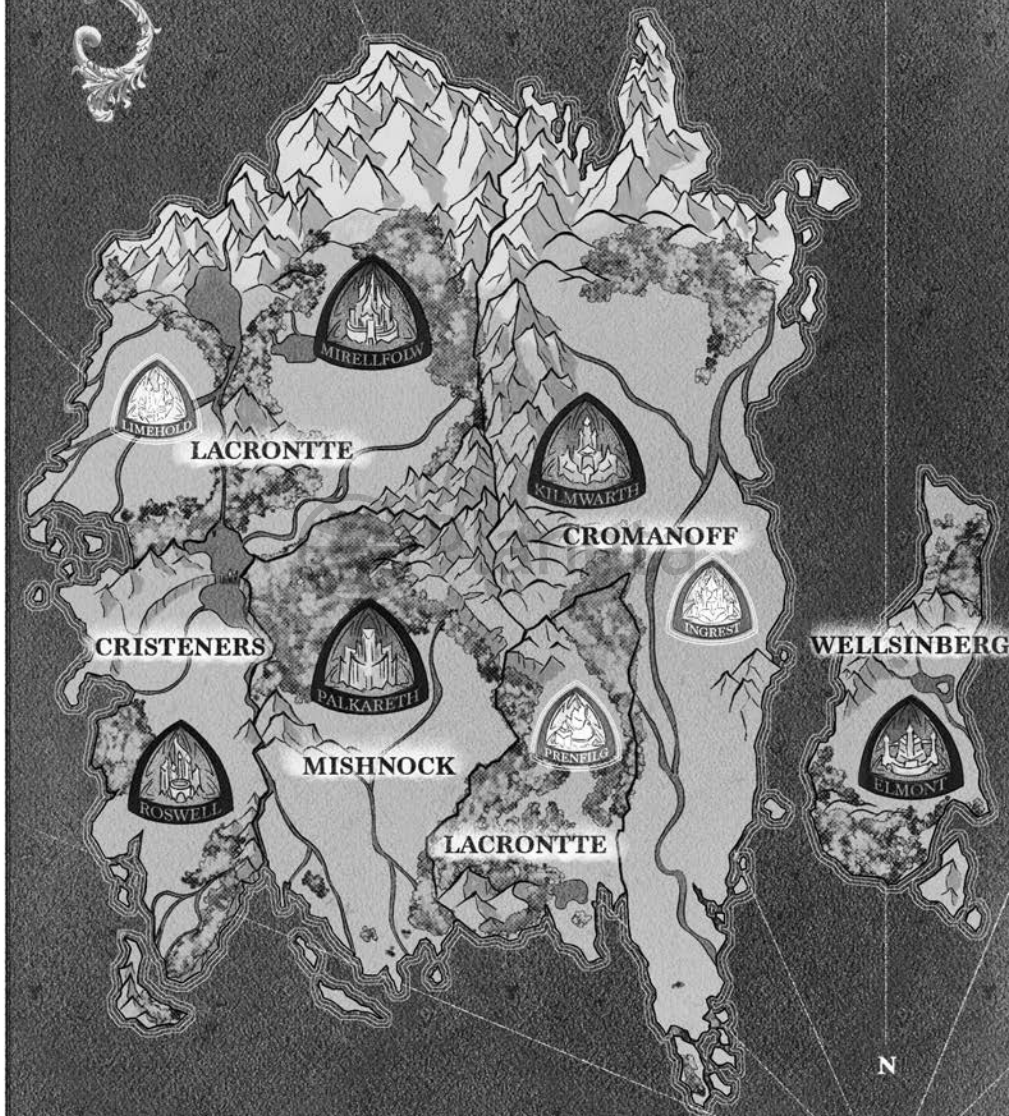 MIRELLFOLW
LIMEHOLD
LACRONTTE
KILMWARTH
CROMANOFF
INGREST
CRISTENERS
WELLSINBERG
PALKARETH
PRENFILG
ROSWELL
MISHNOCK
ELMONT
LACRONTTE
N